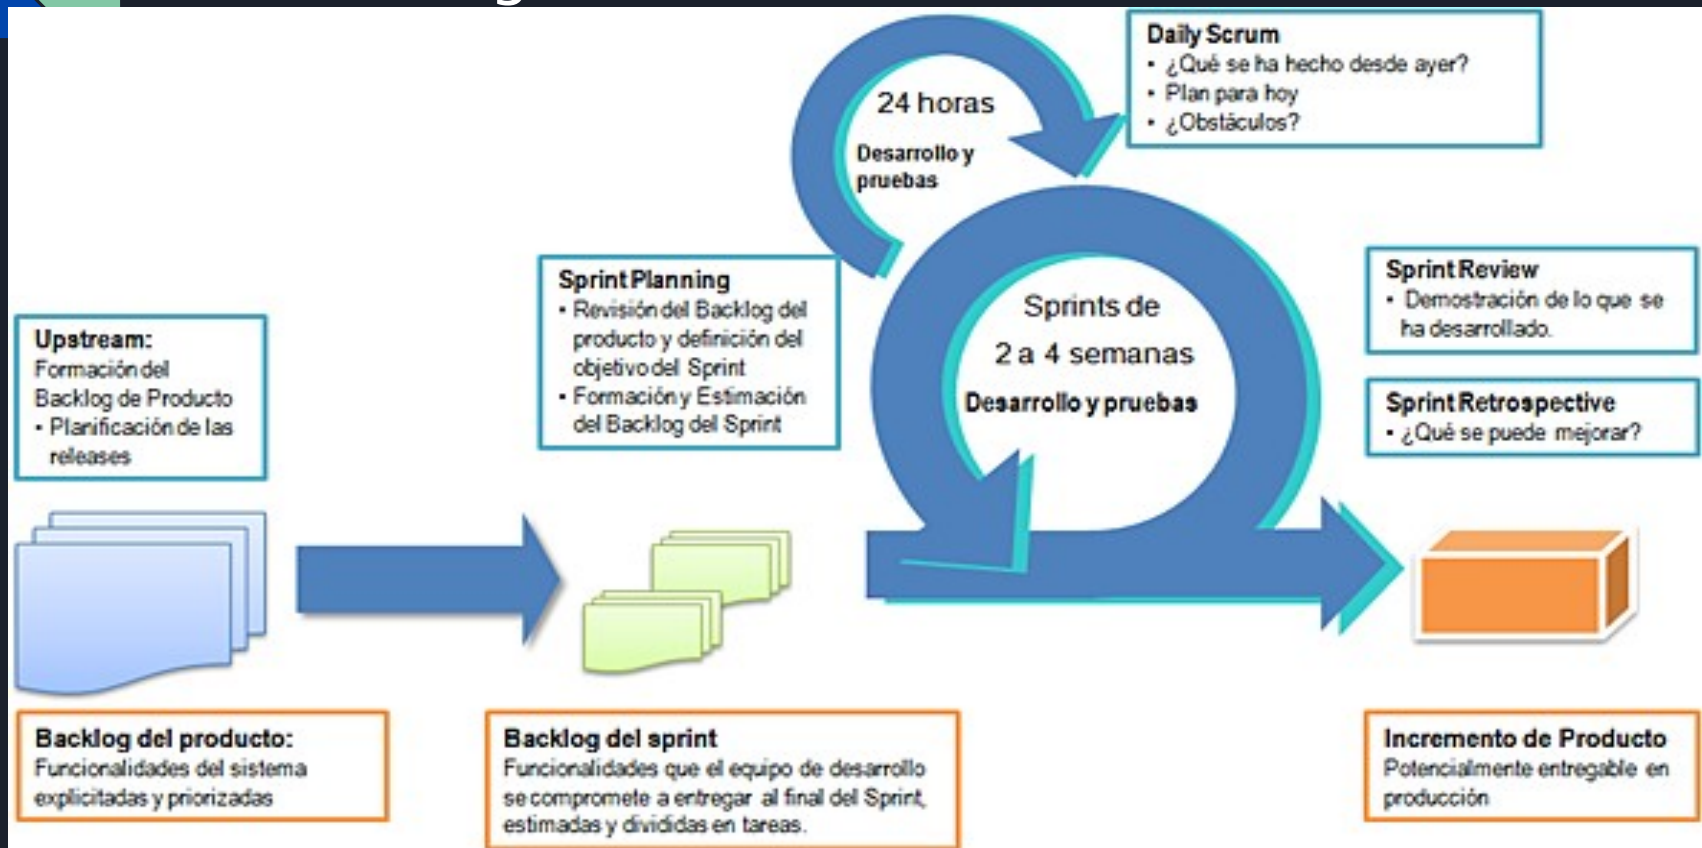 Daily Scrum
• ¿Qué se ha hecho desde ayer?
• Plan para hoy
• ¿Obstáculos?
24 horas
Desarrollo y
pruebas
Sprint Planning
• Revisión del Backlog del
producto y definición del
objetivo del Sprint
• Formación y Estimación
del Backlog del Sprint
Sprints de
2 a 4 semanas
Desarrollo y pruebas
Sprint Review
• Demostración de lo que se
ha desarrollado.
Sprint Retrospective
• ¿Qué se puede mejorar?
Upstream:
Formación del
Backlog de Producto
• Planificación de las
releases
Backlog del producto:
Funcionalidades del sistema
explicitadas y priorizadas
Backlog del sprint
Funcionalidades que el equipo de desarrollo
se compromete a entregar al final del Sprint,
estimadas y divididas en tareas.
Incremento de Producto
Potencialmente entregable en
producción